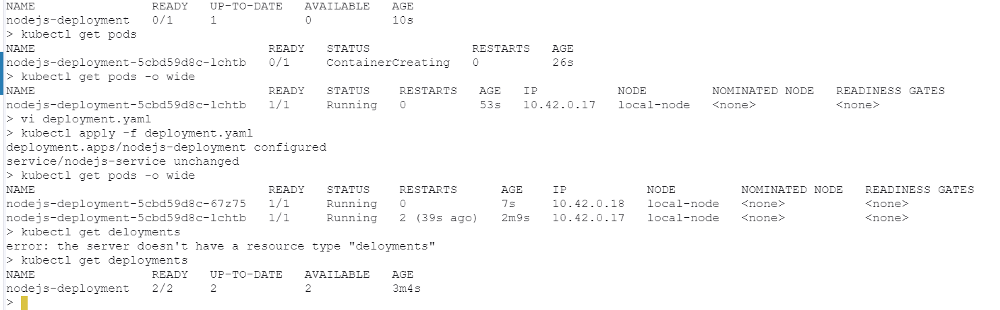 NAME READY UP-TO-DATE AVAILABLE AGE
nodejs-deployment 0/1 1 0 10s
> kubectl get pods
NAME READY STATUS RESTARTS AGE
nodejs-deployment-5cbd59d8c-lchtb 0/1 ContainerCreating 0 26s
> kubectl get pods -o wide
NAME READY STATUS RESTARTS AGE IP NODE NOMINATED NODE READINESS GATES
nodejs-deployment-5cbd59d8c-lchtb 1/1 Running 0 53s 10.42.0.17 local-node <none> <none>
> vi deployment.yaml
> kubectl apply -f deployment.yaml
deployment.apps/nodejs-deployment configured
service/nodejs-service unchanged
> kubectl get pods -o wide
NAME READY STATUS RESTARTS AGE IP NODE NOMINATED NODE READINESS GATES
nodejs-deployment-5cbd59d8c-67z75 1/1 Running 0 7s 10.42.0.18 local-node <none> <none>
nodejs-deployment-5cbd59d8c-lchtb 1/1 Running 2 (39s ago) 2m9s 10.42.0.17 local-node <none> <none>
> kubectl get deloyments
error: the server doesn't have a resource type "deloyments"
> kubectl get deployments
NAME READY UP-TO-DATE AVAILABLE AGE
nodejs-deployment 2/2 2 2 3m4s
>